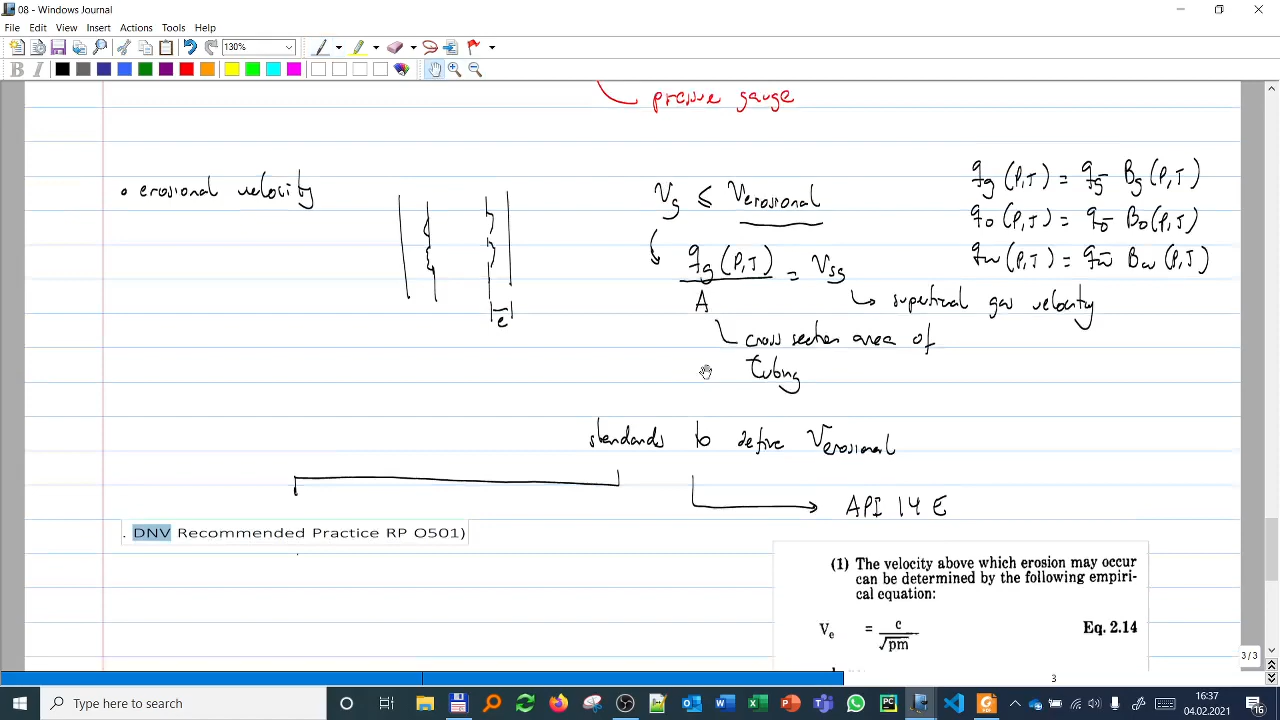 08 - Windows Journal
File Edit View Insert Actions Tools Help
130%
B I
pressure gauge
• erosional velocity
e
Vg ≤ Verosional
qg (P,T) = Vsg
A
superficial gas velocity
cross section area of
tubing
qg (P,T) = qg̅ Bg (P,T)
qo (P,T) = qo̅ Bo (P,T)
qw (P,T) = qw̅ Bw (P,T)
standards to define Verosional
API 14 E
. DNV Recommended Practice RP O501)
(1) The velocity above which erosion may occur
can be determined by the following empiri-
cal equation:
Ve = c / √pm Eq. 2.14
3/3
3
Type here to search
16:37
04.02.2021
16